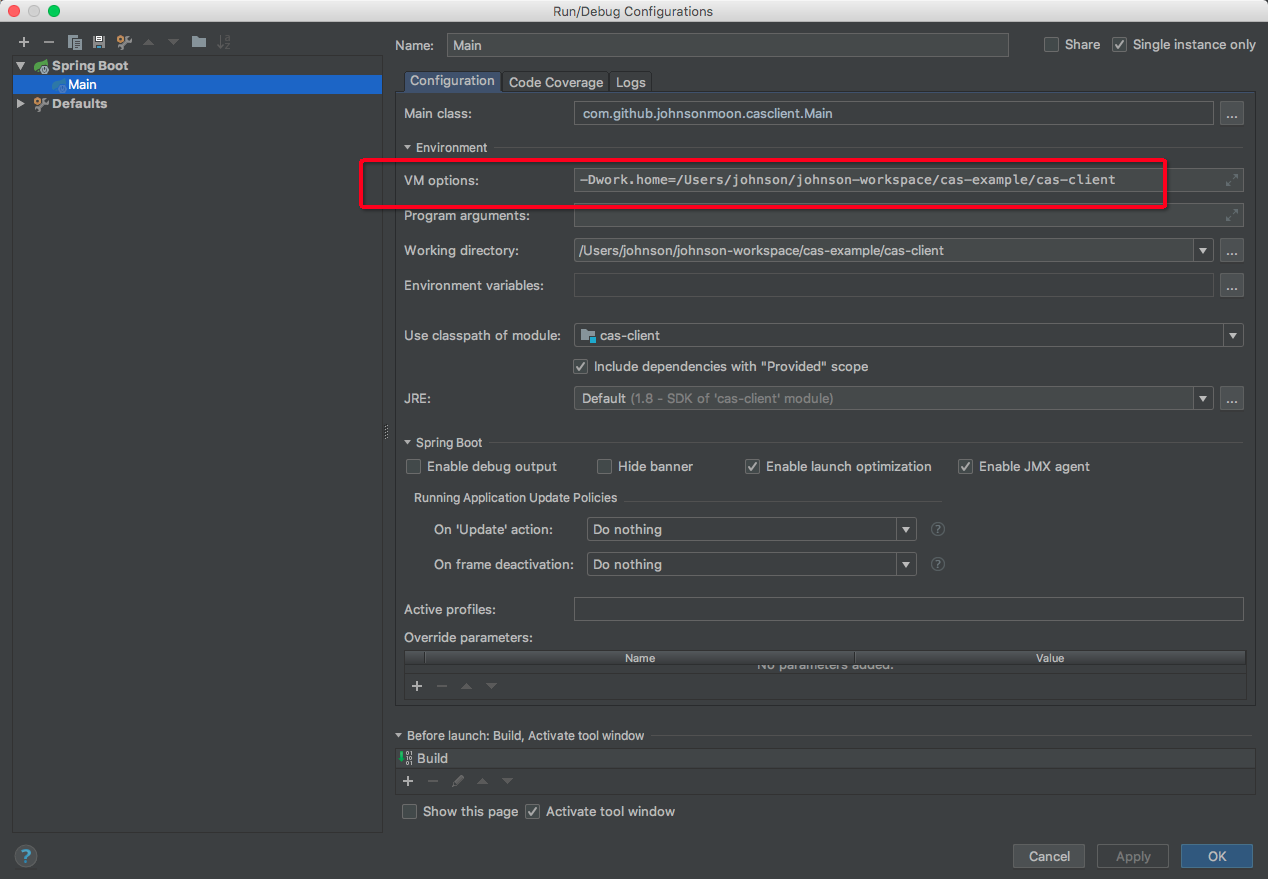 Run/Debug Configurations
Name: Main Share Single instance only
Spring Boot
Main
Defaults
Configuration Code Coverage Logs
Main class: com.github.johnsonmoon.casclient.Main ...
Environment
VM options: -Dwork.home=/Users/johnson/johnson-workspace/cas-example/cas-client
Program arguments:
Working directory: /Users/johnson/johnson-workspace/cas-example/cas-client ...
Environment variables: ...
Use classpath of module: cas-client
Include dependencies with "Provided" scope
JRE: Default (1.8 - SDK of 'cas-client' module) ...
Spring Boot
Enable debug output Hide banner Enable launch optimization Enable JMX agent
Running Application Update Policies
On 'Update' action: Do nothing ?
On frame deactivation: Do nothing ?
Active profiles:
Override parameters:
Name Value
No parameters added.
Before launch: Build, Activate tool window
Build
Show this page Activate tool window
? Cancel Apply OK